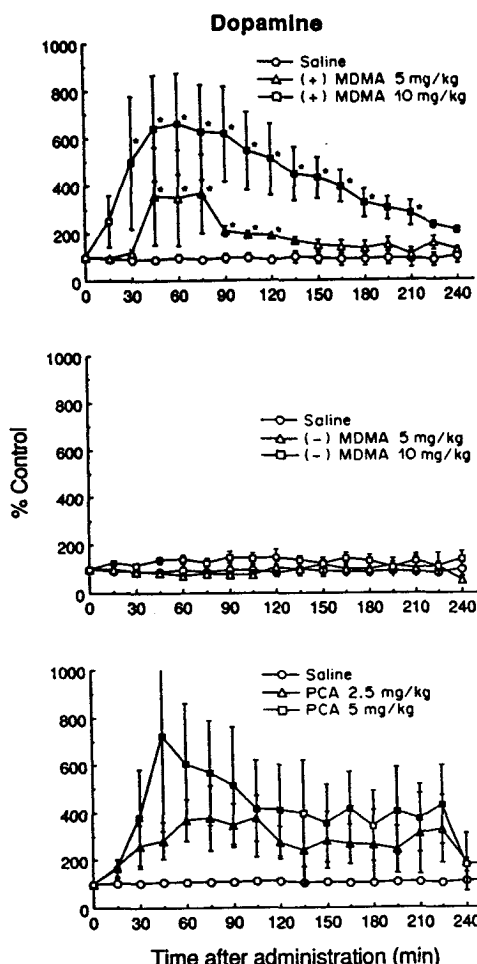 Dopamine
1000
800
600
400
200
0
Saline
(+) MDMA 5 mg/kg
(+) MDMA 10 mg/kg
0 30 60 90 120 150 180 210 240
% Control
1000
800
600
400
200
0
Saline
(-) MDMA 5 mg/kg
(-) MDMA 10 mg/kg
0 30 60 90 120 150 180 210 240
1000
800
600
400
200
0
Saline
PCA 2.5 mg/kg
PCA 5 mg/kg
0 30 60 90 120 150 180 210 240
Time after administration (min)